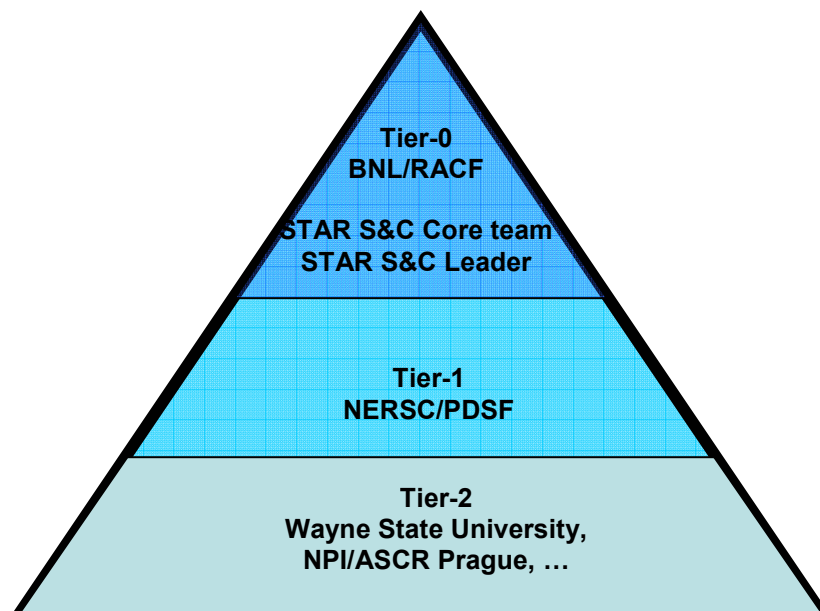 Tier-0
BNL/RACF
STAR S&C Core team
STAR S&C Leader
Tier-1
NERSC/PDSF
Tier-2
Wayne State University,
NPI/ASCR Prague, …